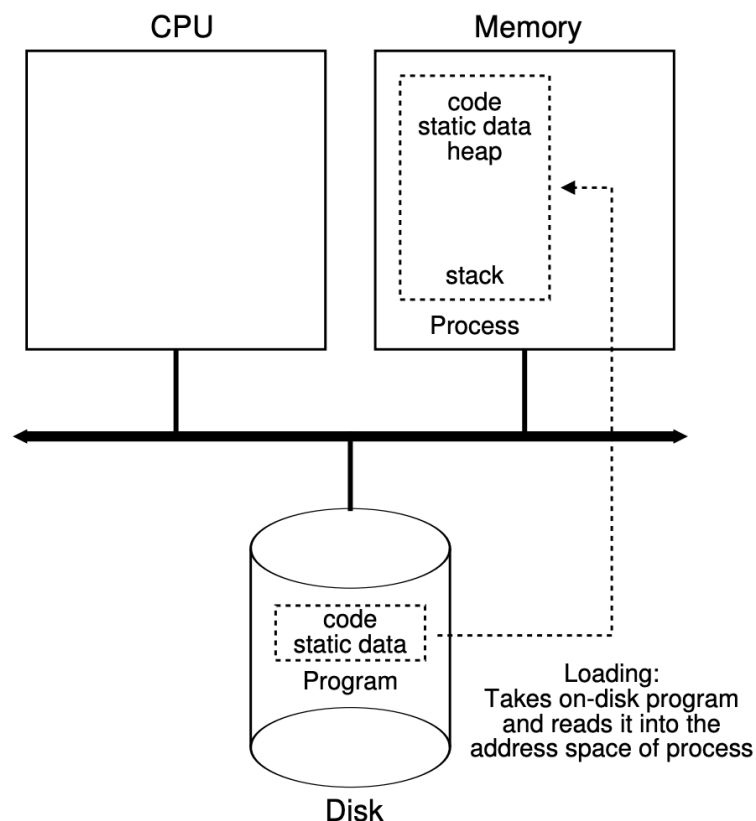 CPU
Memory
code
static data
heap
stack
Process
code
static data
Program
Loading:
Takes on-disk program
and reads it into the
address space of process
Disk